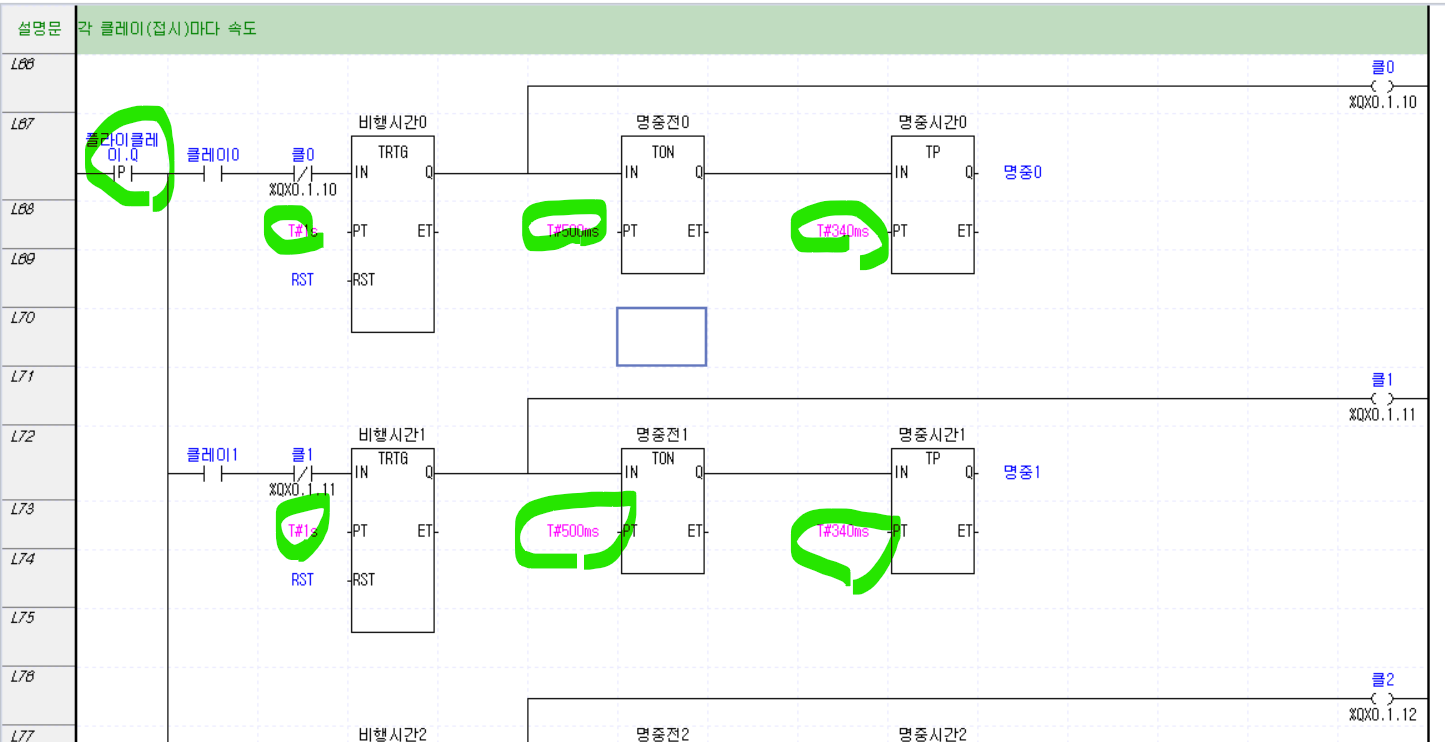 설명문 각 클레이(접시)마다 속도
L66 클0
%QX0.1.10
L67 비행시간0 명중전0 명중시간0
플라이클레
이.Q 클레이0 클0 TRTG TON TP
P / IN Q IN Q IN Q 명중0
%QX0.1.10
L68 T#1s PT ET T#500ms PT ET T#340ms PT ET
L69 RST RST
L70
L71 클1
%QX0.1.11
L72 비행시간1 명중전1 명중시간1
클레이1 클1 TRTG TON TP
/ IN Q IN Q IN Q 명중1
%QX0.1.11
L73 T#1s PT ET T#500ms PT ET T#340ms PT ET
L74 RST RST
L75
L76 클2
%QX0.1.12
L77 비행시간2 명중전2 명중시간2